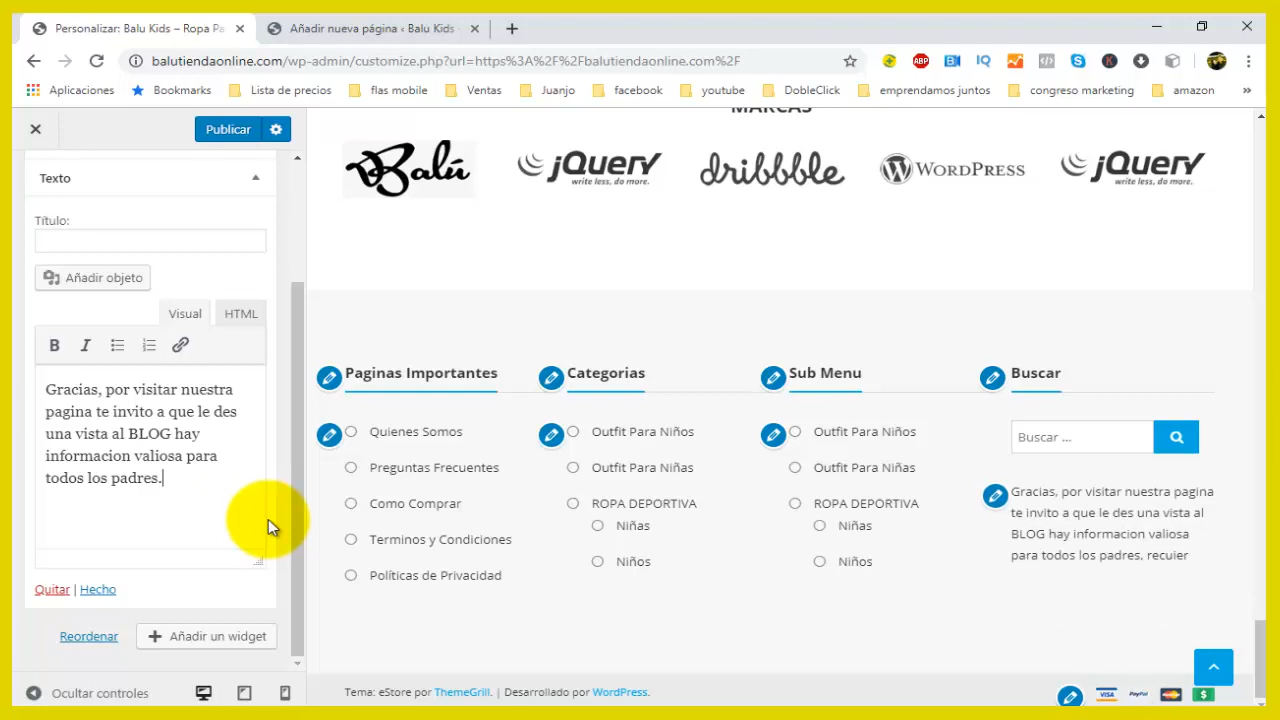 Personalizar: Balu Kids – Ropa Pa
Añadir nueva página ‹ Balu Kids -
balutiendaonline.com/wp-admin/customize.php?url=https%3A%2F%2Fbalutiendaonline.com%2F
Aplicaciones
Bookmarks
Lista de precios
flas mobile
Ventas
Juanjo
facebook
youtube
DobleClick
emprendamos juntos
congreso marketing
amazon
»
Publicar
Texto
Título:
Añadir objeto
Visual
HTML
B I
Gracias, por visitar nuestra
pagina te invito a que le des
una vista al BLOG hay
informacion valiosa para
todos los padres.
Quitar | Hecho
Reordenar
Añadir un widget
Ocultar controles
MARCAS
Balú
jQuery
write less, do more.
dribbble
WORDPRESS
jQuery
write less, do more.
Paginas Importantes
Quienes Somos
Preguntas Frecuentes
Como Comprar
Terminos y Condiciones
Políticas de Privacidad
Categorias
Outfit Para Niños
Outfit Para Niñas
ROPA DEPORTIVA
Niñas
Niños
Sub Menu
Outfit Para Niños
Outfit Para Niñas
ROPA DEPORTIVA
Niñas
Niños
Buscar
Buscar ...
Gracias, por visitar nuestra pagina
te invito a que le des una vista al
BLOG hay informacion valiosa
para todos los padres, recuier
Tema: eStore por ThemeGrill. | Desarrollado por WordPress.
VISA
PayPal